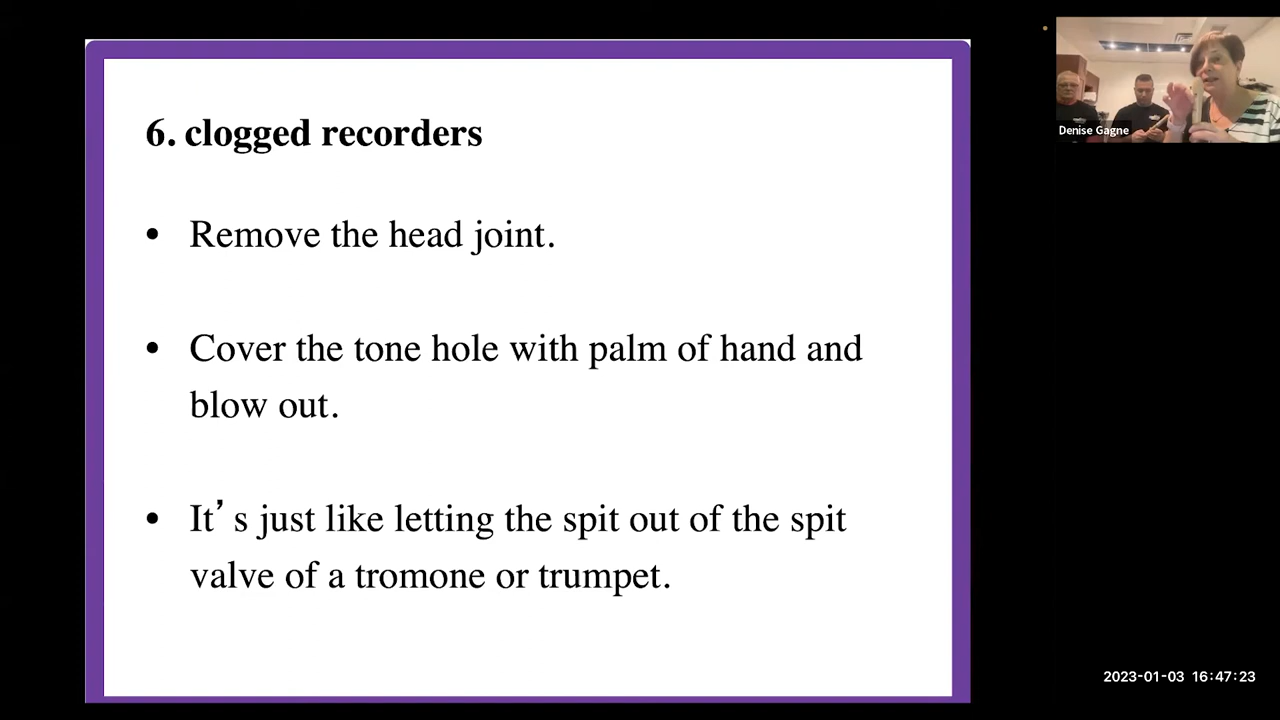 6. clogged recorders
• Remove the head joint.
• Cover the tone hole with palm of hand and
blow out.
• It’s just like letting the spit out of the spit
valve of a tromone or trumpet.
Denise Gagne
2023-01-03 16:47:23